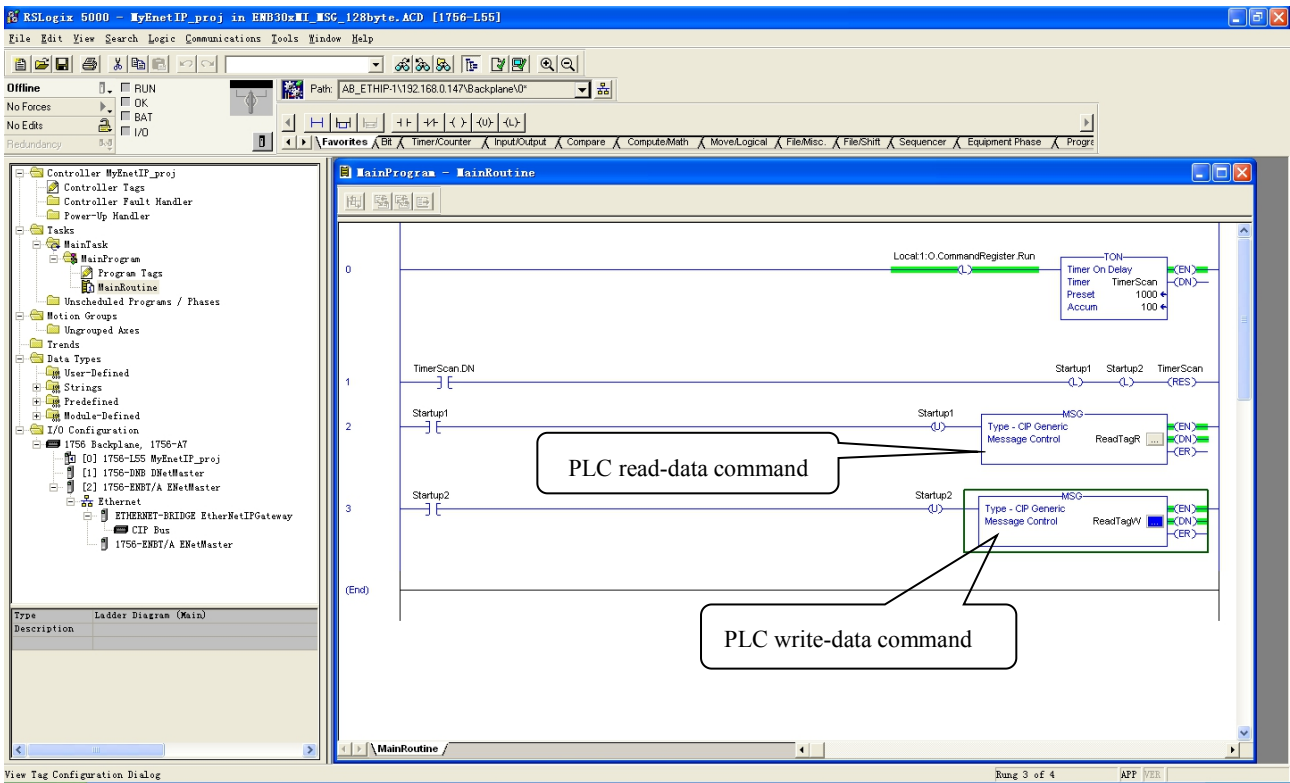 RSLogix 5000 - MyEnetIP_proj in ENB30xMI_MSG_128byte.ACD [1756-L55]
File Edit View Search Logic Communications Tools Window Help
Offline
RUN
No Forces
OK
No Edits
BAT
Redundancy
I/O
Path: AB_ETHIP-1\192.168.0.147\Backplane\0*
Favorites Bit Timer/Counter Input/Output Compare Compute/Math Move/Logical File/Misc. File/Shift Sequencer Equipment Phase Progra
Controller MyEnetIP_proj
Controller Tags
Controller Fault Handler
Power-Up Handler
Tasks
MainTask
MainProgram
Program Tags
MainRoutine
Unscheduled Programs / Phases
Motion Groups
Ungrouped Axes
Trends
Data Types
User-Defined
Strings
Predefined
Module-Defined
I/O Configuration
1756 Backplane, 1756-A7
[0] 1756-L55 MyEnetIP_proj
[1] 1756-DNB DNetMaster
[2] 1756-ENBT/A ENetMaster
Ethernet
ETHERNET-BRIDGE EtherNetIPGateway
CIP Bus
1756-ENBT/A ENetMaster
Type Ladder Diagram (Main)
Description
MainProgram - MainRoutine
0
Local:1:O.CommandRegister.Run
(L)
TON
Timer On Delay
Timer TimerScan
Preset 1000
Accum 100
(EN)
(DN)
1
TimerScan.DN
Startup1 Startup2 TimerScan
(L) (L) (RES)
2
Startup1
Startup1
(U)
MSG
Type - CIP Generic
Message Control ReadTagR ...
(EN)
(DN)
(ER)
PLC read-data command
3
Startup2
Startup2
(U)
MSG
Type - CIP Generic
Message Control ReadTagW ...
(EN)
(DN)
(ER)
PLC write-data command
(End)
MainRoutine
View Tag Configuration Dialog
Rung 3 of 4 APP VER